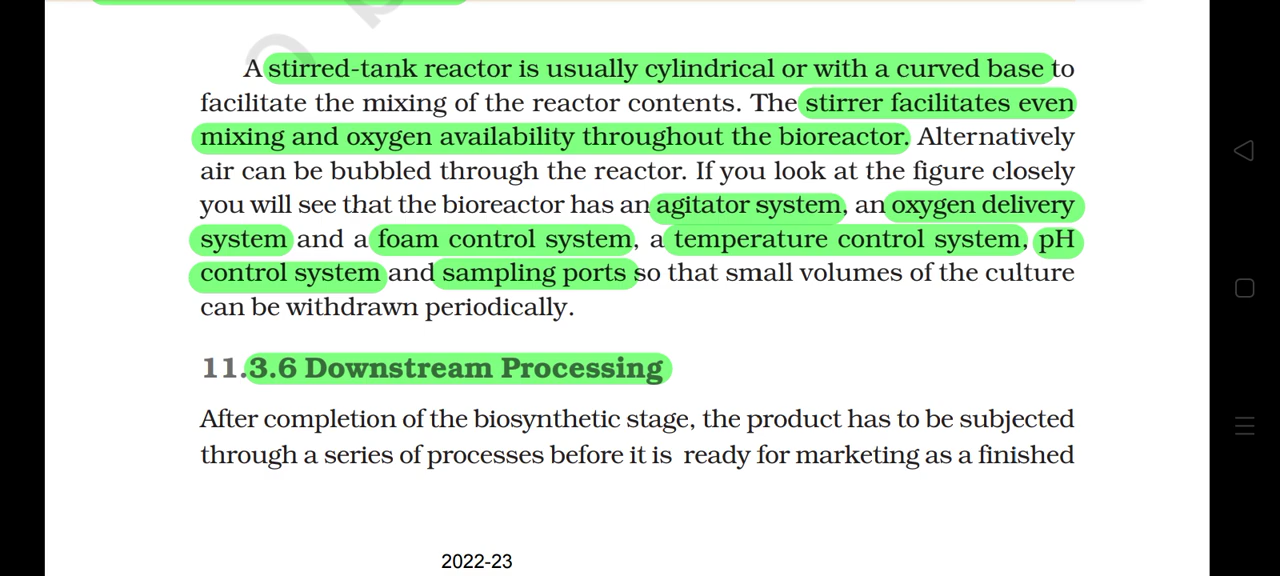 A stirred-tank reactor is usually cylindrical or with a curved base to
facilitate the mixing of the reactor contents. The stirrer facilitates even
mixing and oxygen availability throughout the bioreactor. Alternatively
air can be bubbled through the reactor. If you look at the figure closely
you will see that the bioreactor has an agitator system, an oxygen delivery
system and a foam control system, a temperature control system, pH
control system and sampling ports so that small volumes of the culture
can be withdrawn periodically.
11.3.6 Downstream Processing
After completion of the biosynthetic stage, the product has to be subjected
through a series of processes before it is ready for marketing as a finished
2022-23